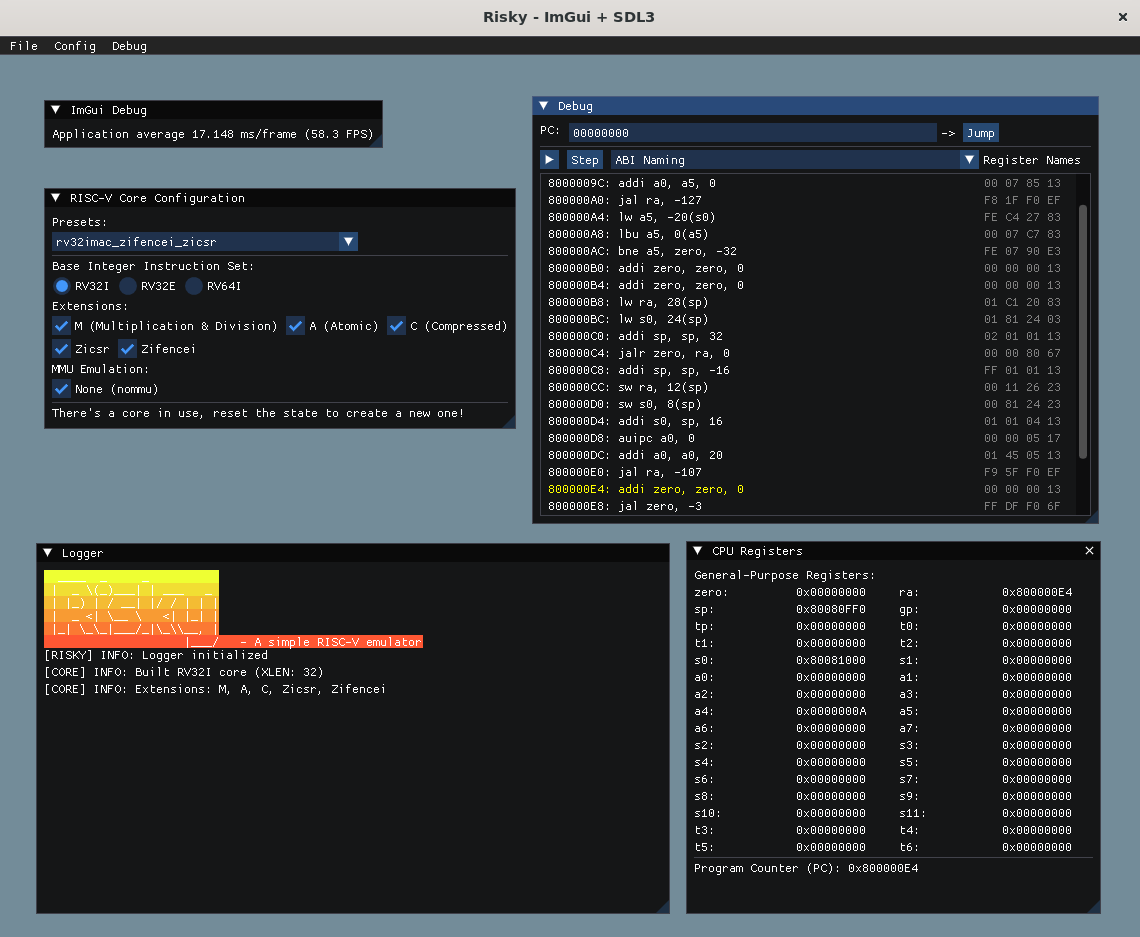 Risky - ImGui + SDL3
File Config Debug
ImGui Debug
Application average 17.148 ms/frame (58.3 FPS)
RISC-V Core Configuration
Presets:
rv32imac_zifencei_zicsr
Base Integer Instruction Set:
RV32I RV32E RV64I
Extensions:
M (Multiplication & Division) A (Atomic) C (Compressed)
Zicsr Zifencei
MMU Emulation:
None (nommu)
There's a core in use, reset the state to create a new one!
Debug
PC: 00000000 -> Jump
Step ABI Naming Register Names
8000009C: addi a0, a5, 0 00 07 85 13
800000A0: jal ra, -127 F8 1F F0 EF
800000A4: lw a5, -20(s0) FE C4 27 83
800000A8: lbu a5, 0(a5) 00 07 C7 83
800000AC: bne a5, zero, -32 FE 07 90 E3
800000B0: addi zero, zero, 0 00 00 00 13
800000B4: addi zero, zero, 0 00 00 00 13
800000B8: lw ra, 28(sp) 01 C1 20 83
800000BC: lw s0, 24(sp) 01 81 24 03
800000C0: addi sp, sp, 32 02 01 01 13
800000C4: jalr zero, ra, 0 00 00 80 67
800000C8: addi sp, sp, -16 FF 01 01 13
800000CC: sw ra, 12(sp) 00 11 26 23
800000D0: sw s0, 8(sp) 00 81 24 23
800000D4: addi s0, sp, 16 01 01 04 13
800000D8: auipc a0, 0 00 00 05 17
800000DC: addi a0, a0, 20 01 45 05 13
800000E0: jal ra, -107 F9 5F F0 EF
800000E4: addi zero, zero, 0 00 00 00 13
800000E8: jal zero, -3 FF DF F0 6F
Logger
- A simple RISC-V emulator
[RISKY] INFO: Logger initialized
[CORE] INFO: Built RV32I core (XLEN: 32)
[CORE] INFO: Extensions: M, A, C, Zicsr, Zifencei
CPU Registers
General-Purpose Registers:
zero: 0x00000000 ra: 0x800000E4
sp: 0x80080FF0 gp: 0x00000000
tp: 0x00000000 t0: 0x00000000
t1: 0x00000000 t2: 0x00000000
s0: 0x80081000 s1: 0x00000000
a0: 0x00000000 a1: 0x00000000
a2: 0x00000000 a3: 0x00000000
a4: 0x0000000A a5: 0x00000000
a6: 0x00000000 a7: 0x00000000
s2: 0x00000000 s3: 0x00000000
s4: 0x00000000 s5: 0x00000000
s6: 0x00000000 s7: 0x00000000
s8: 0x00000000 s9: 0x00000000
s10: 0x00000000 s11: 0x00000000
t3: 0x00000000 t4: 0x00000000
t5: 0x00000000 t6: 0x00000000
Program Counter (PC): 0x800000E4